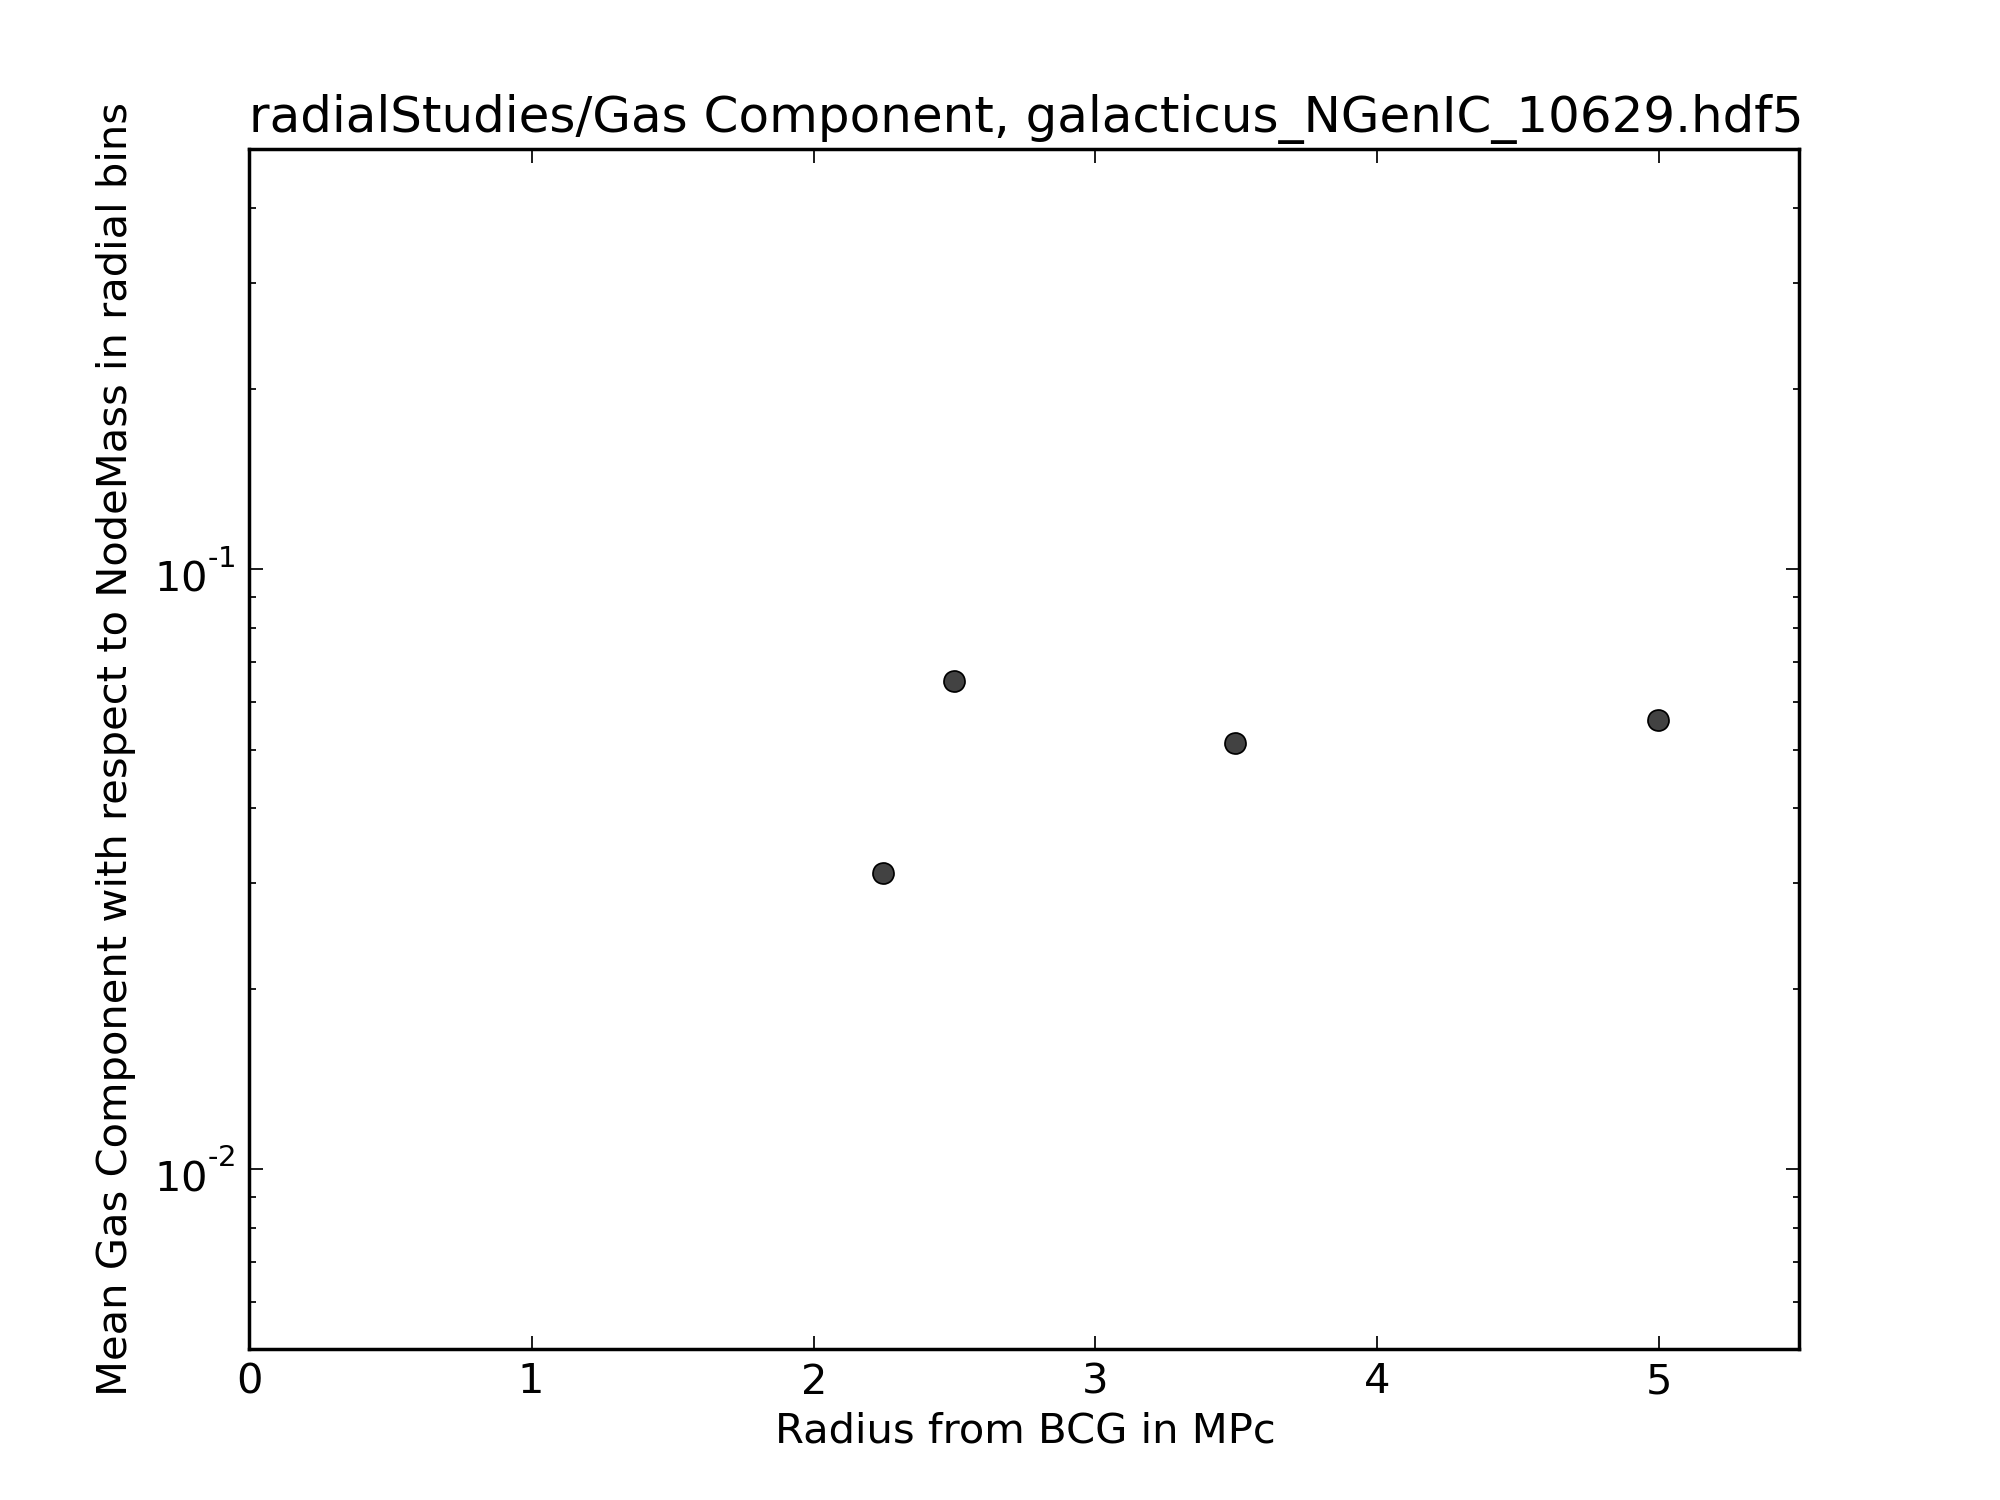 radialStudies/Gas Component, galacticus_NGenIC_10629.hdf5
Mean Gas Component with respect to NodeMass in radial bins
10^-1
10^-2
0 1 2 3 4 5
Radius from BCG in MPc